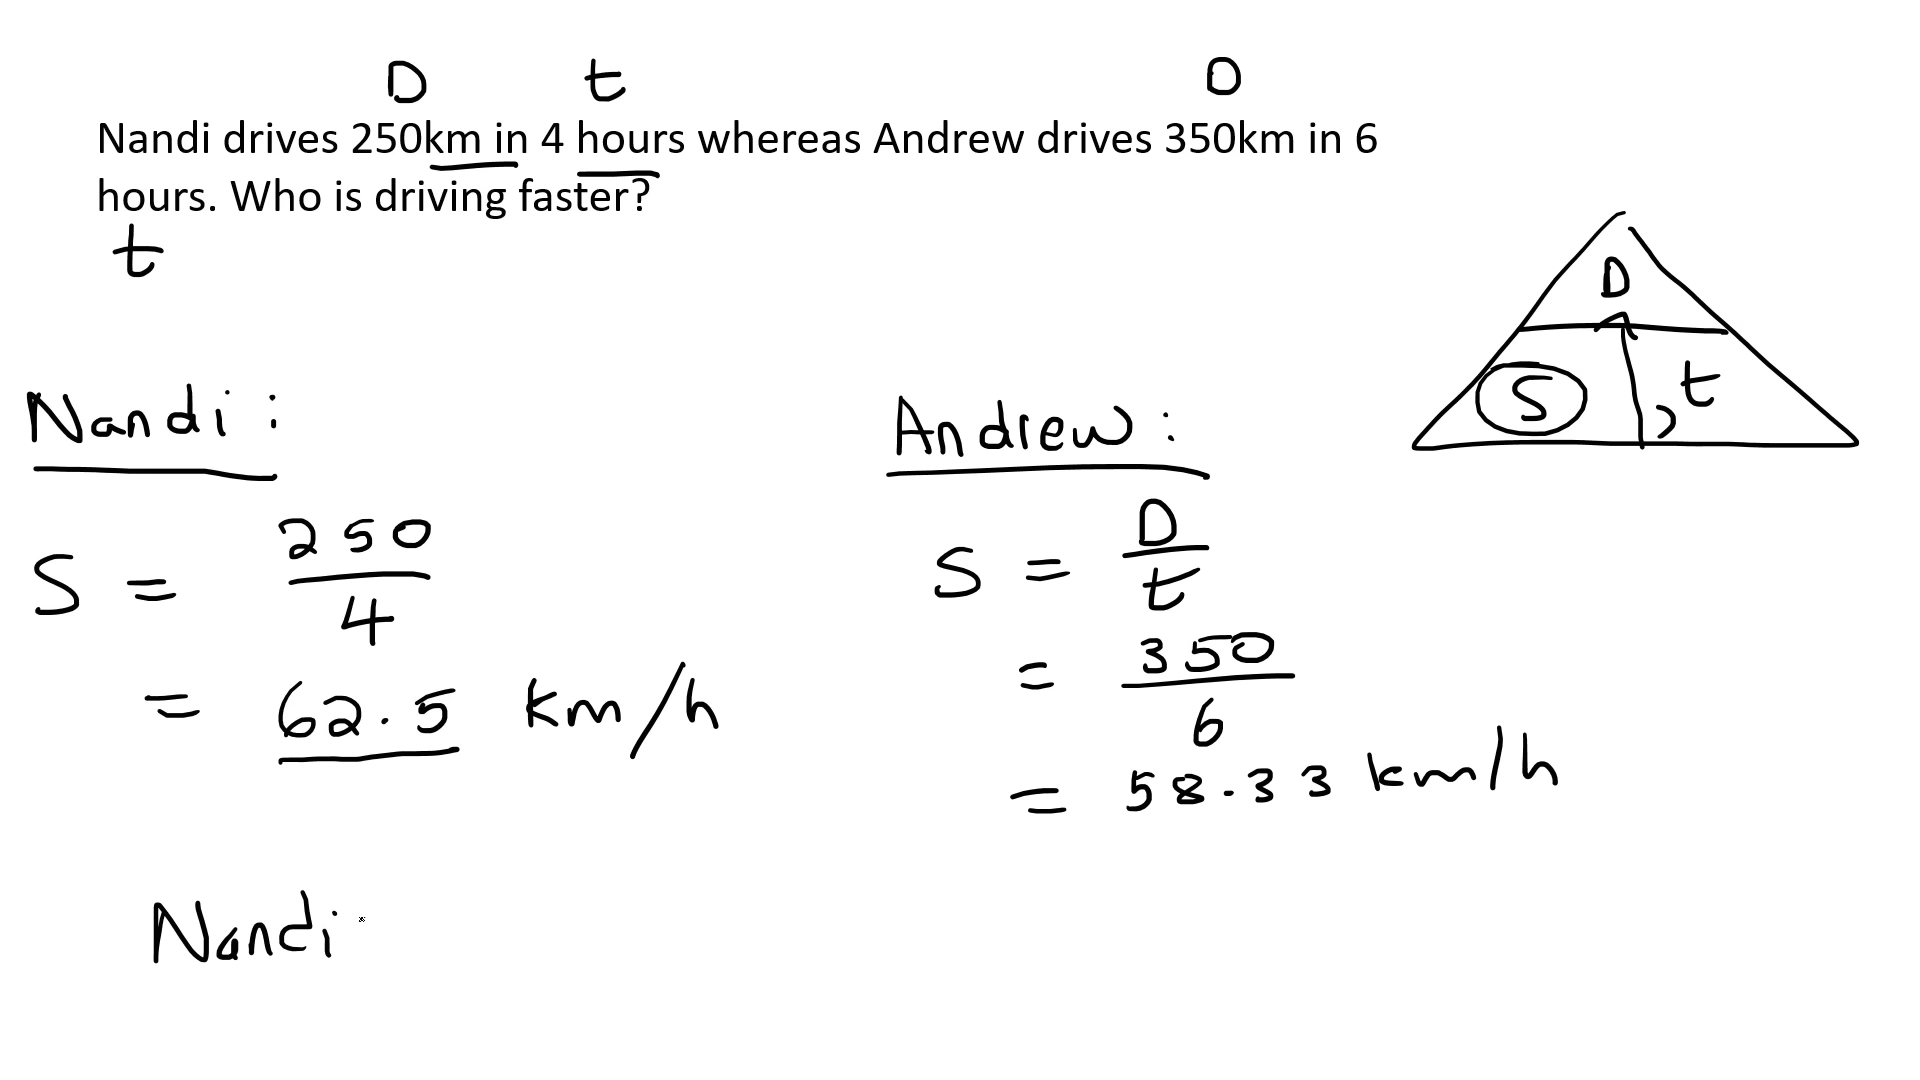 D t D
Nandi drives 250km in 4 hours whereas Andrew drives 350km in 6
hours. Who is driving faster?
t
D
S t
Nandi:
S = 250/4
= 62.5 km/h
Andrew:
S = D/t
= 350/6
= 58.33 km/h
Nandi